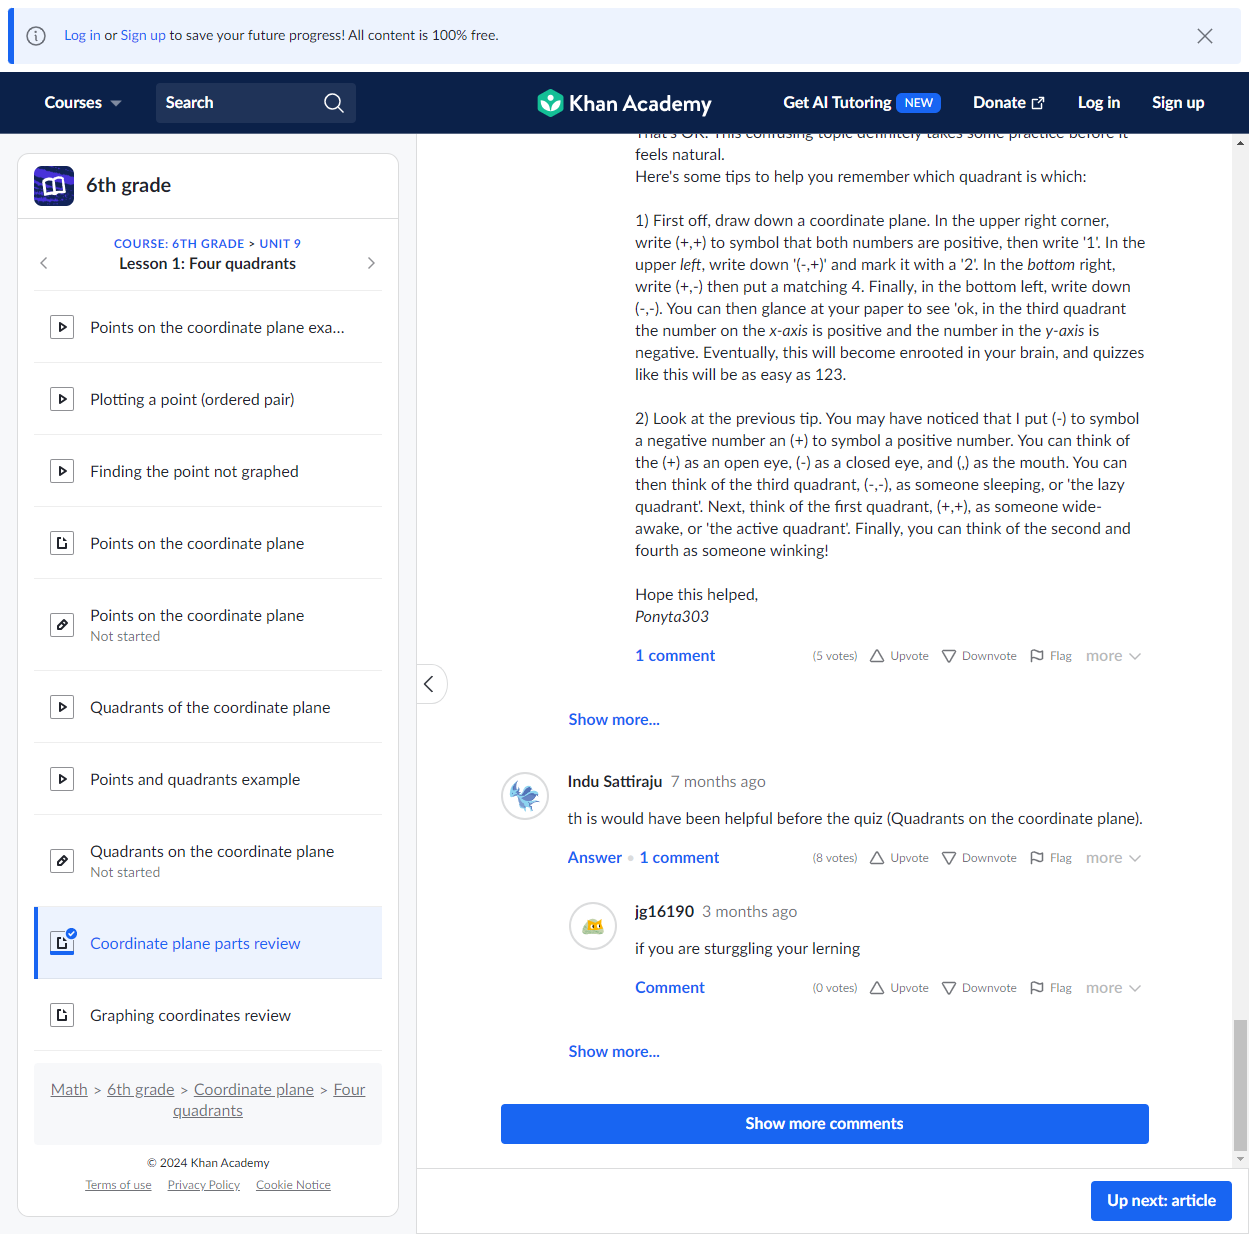 Log in or Sign up to save your future progress! All content is 100% free.
Courses
Search
Khan Academy
Get AI Tutoring NEW
Donate
Log in
Sign up
6th grade
COURSE: 6TH GRADE > UNIT 9
Lesson 1: Four quadrants
Points on the coordinate plane exa...
Plotting a point (ordered pair)
Finding the point not graphed
Points on the coordinate plane
Points on the coordinate plane
Not started
Quadrants of the coordinate plane
Points and quadrants example
Quadrants on the coordinate plane
Not started
Coordinate plane parts review
Graphing coordinates review
Math > 6th grade > Coordinate plane > Four
quadrants
© 2024 Khan Academy
Terms of use Privacy Policy Cookie Notice
That's OK. This confusing topic definitely takes some practice before it
feels natural.
Here's some tips to help you remember which quadrant is which:
1) First off, draw down a coordinate plane. In the upper right corner,
write (+,+) to symbol that both numbers are positive, then write '1'. In the
upper left, write down '(-,+)' and mark it with a '2'. In the bottom right,
write (+,-) then put a matching 4. Finally, in the bottom left, write down
(-,-). You can then glance at your paper to see 'ok, in the third quadrant
the number on the x-axis is positive and the number in the y-axis is
negative. Eventually, this will become enrooted in your brain, and quizzes
like this will be as easy as 123.
2) Look at the previous tip. You may have noticed that I put (-) to symbol
a negative number an (+) to symbol a positive number. You can think of
the (+) as an open eye, (-) as a closed eye, and (,) as the mouth. You can
then think of the third quadrant, (-,-), as someone sleeping, or 'the lazy
quadrant'. Next, think of the first quadrant, (+,+), as someone wide-
awake, or 'the active quadrant'. Finally, you can think of the second and
fourth as someone winking!
Hope this helped,
Ponyta303
1 comment (5 votes) Upvote Downvote Flag more
Show more...
Indu Sattiraju 7 months ago
th is would have been helpful before the quiz (Quadrants on the coordinate plane).
Answer • 1 comment (8 votes) Upvote Downvote Flag more
jg16190 3 months ago
if you are sturggling your lerning
Comment (0 votes) Upvote Downvote Flag more
Show more...
Show more comments
Up next: article